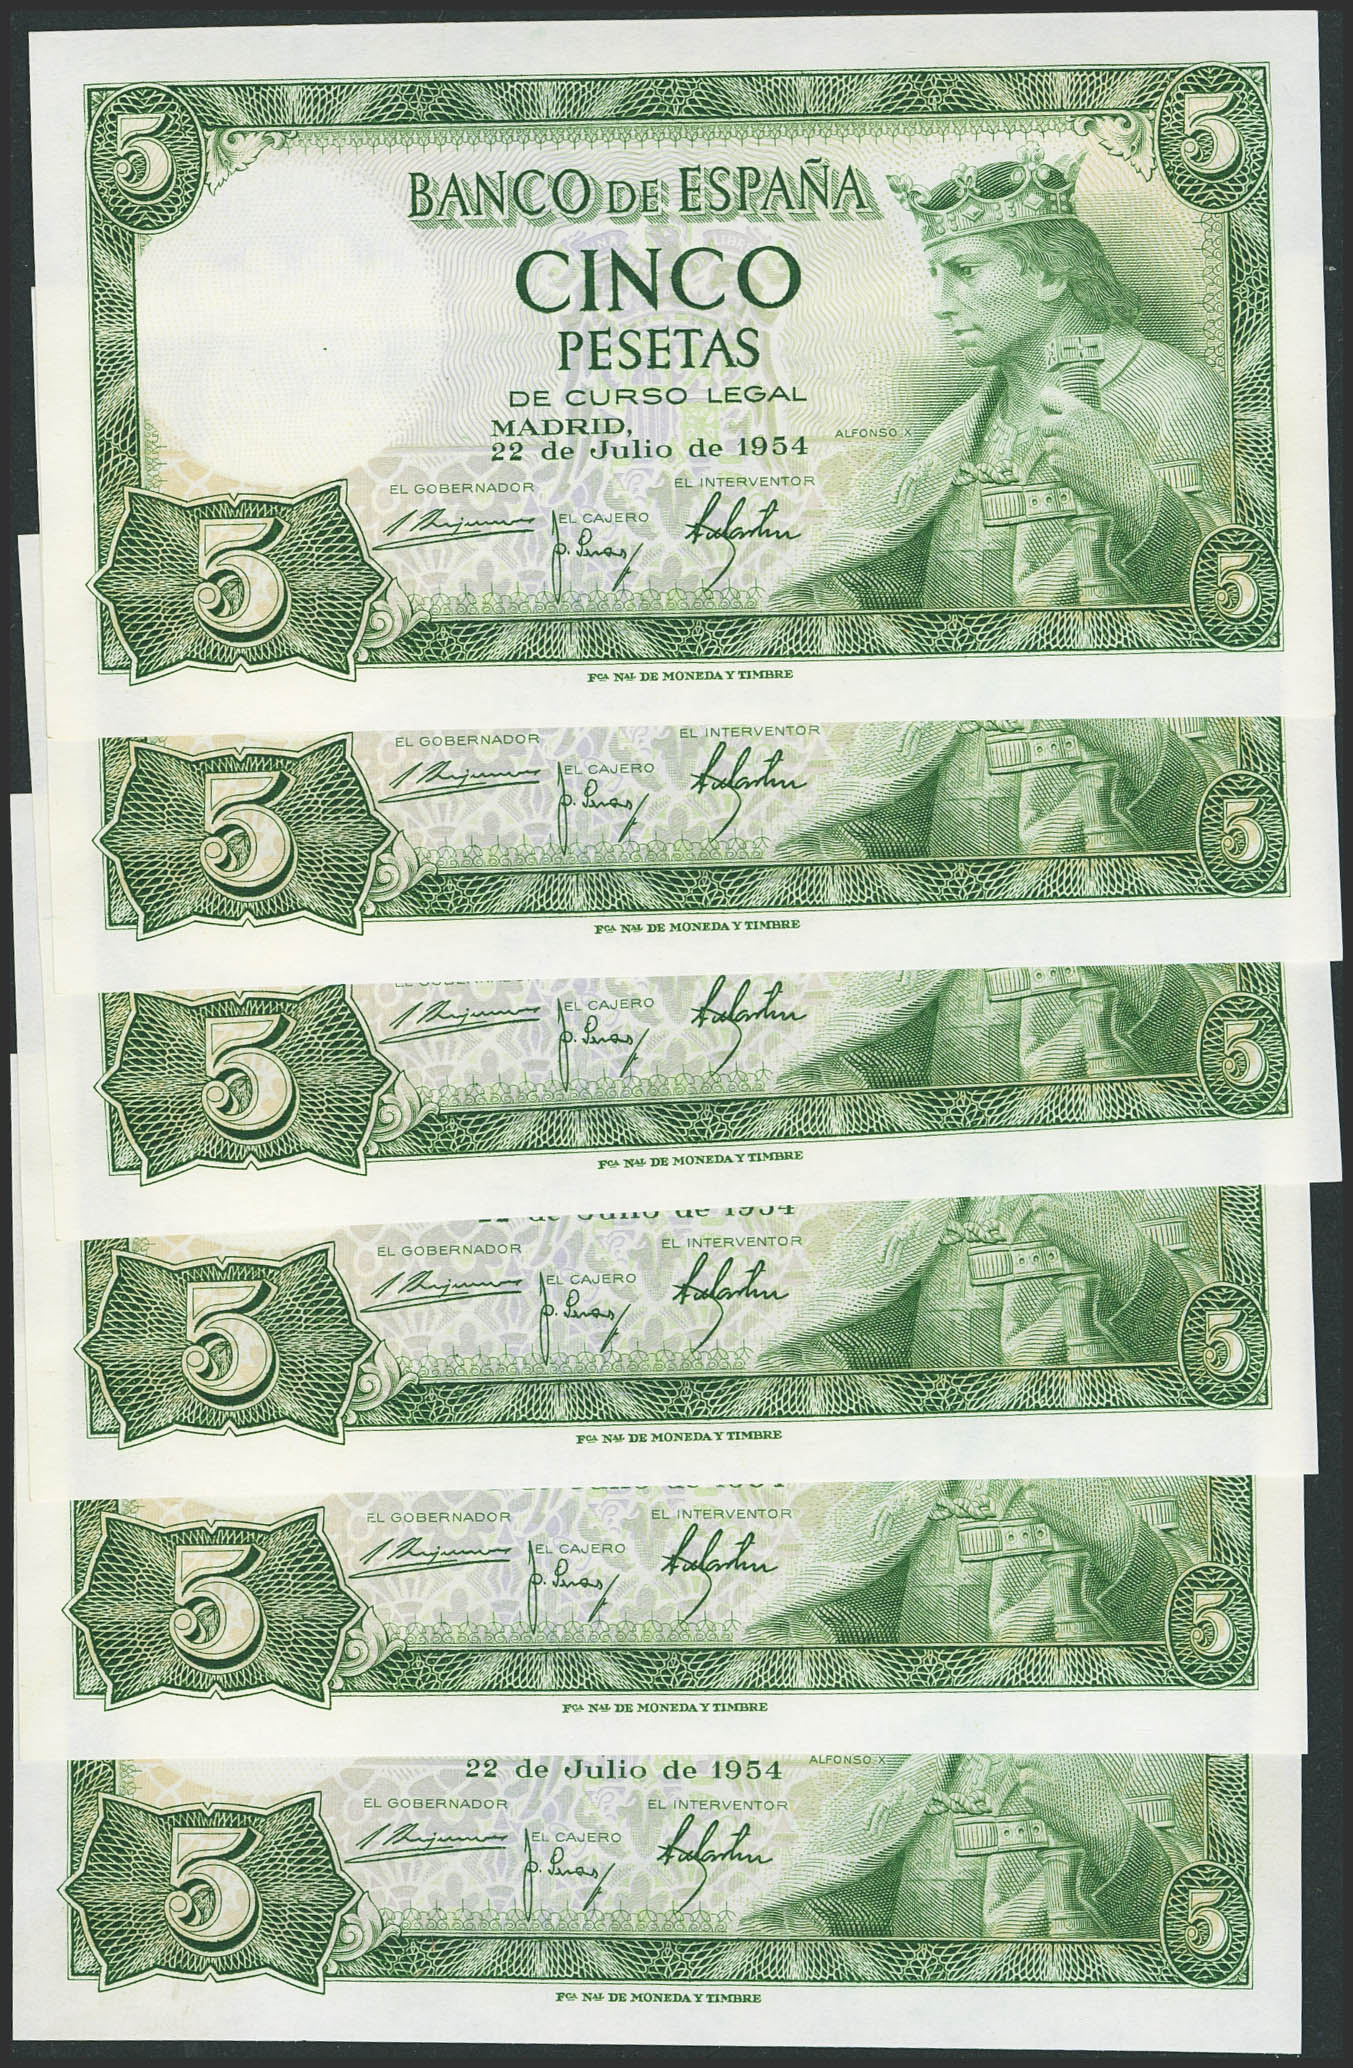 5 5
BANCO DE ESPAÑA
CINCO
PESETAS
DE CURSO LEGAL
MADRID,
22 de Julio de 1954
ALFONSO X
EL GOBERNADOR EL INTERVENTOR
EL CAJERO
5 5
FCA NAL DE MONEDA Y TIMBRE
EL GOBERNADOR EL INTERVENTOR
EL CAJERO
5 5
FCA NAL DE MONEDA Y TIMBRE
EL CAJERO
5 5
FCA NAL DE MONEDA Y TIMBRE
22 de Julio de 1954
EL GOBERNADOR EL INTERVENTOR
EL CAJERO
5 5
FCA NAL DE MONEDA Y TIMBRE
EL GOBERNADOR EL INTERVENTOR
EL CAJERO
5 5
FCA NAL DE MONEDA Y TIMBRE
ALFONSO X
22 de Julio de 1954
EL GOBERNADOR EL INTERVENTOR
EL CAJERO
5 5
FCA NAL DE MONEDA Y TIMBRE